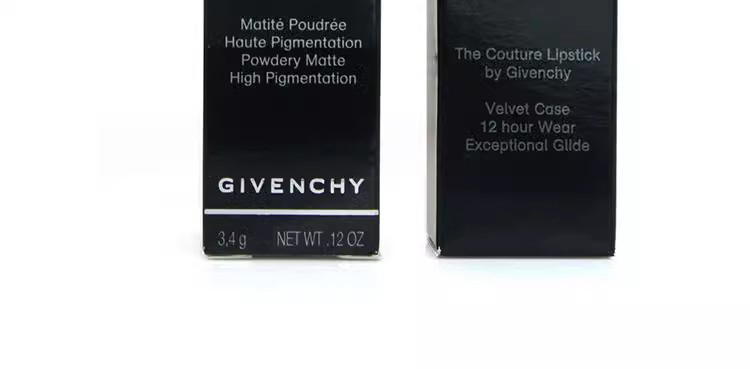 Matité Poudrée
Haute Pigmentation
Powdery Matte
High Pigmentation
GIVENCHY
3,4 g NET WT .12 OZ
The Couture Lipstick
by Givenchy
Velvet Case
12 hour Wear
Exceptional Glide